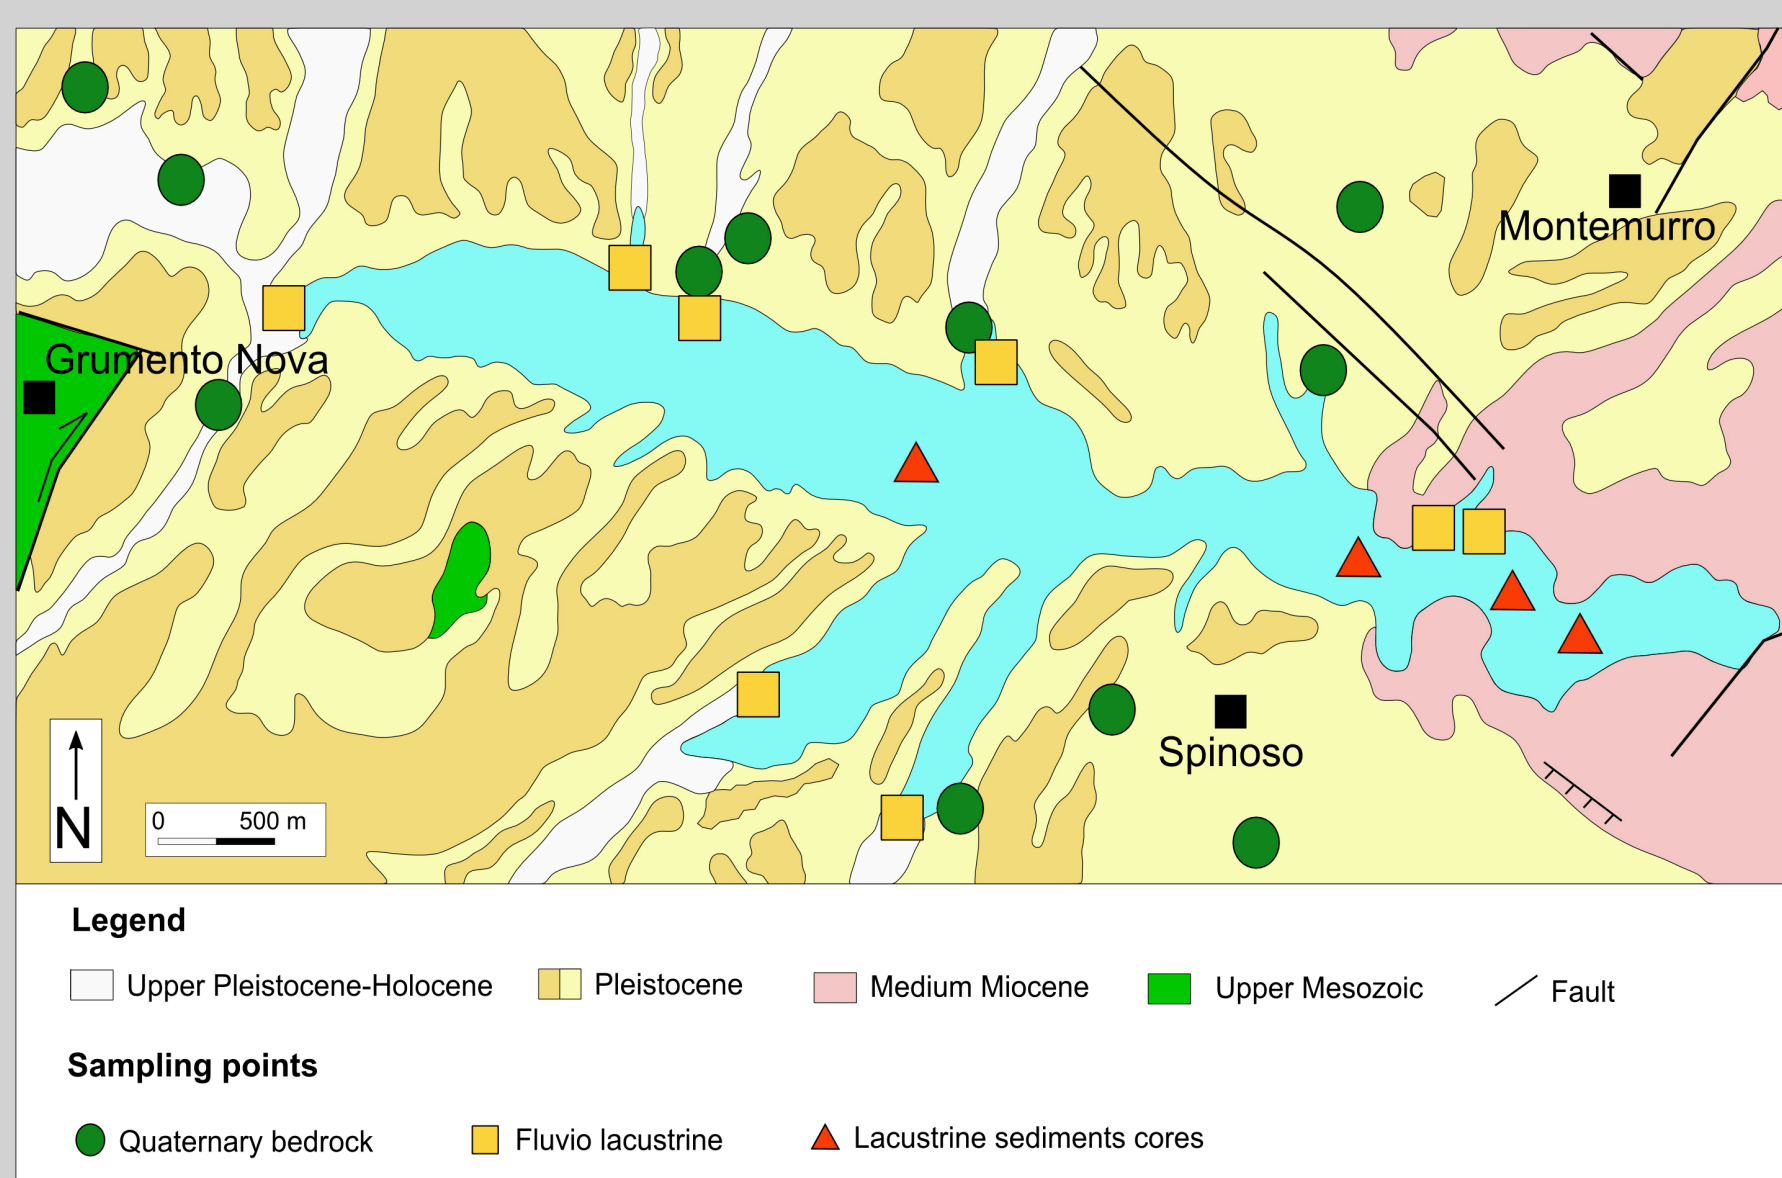 Montemurro
Grumento Nova
Spinoso
N
0 500 m
Legend
Upper Pleistocene-Holocene Pleistocene Medium Miocene Upper Mesozoic Fault
Sampling points
Quaternary bedrock Fluvio lacustrine Lacustrine sediments cores